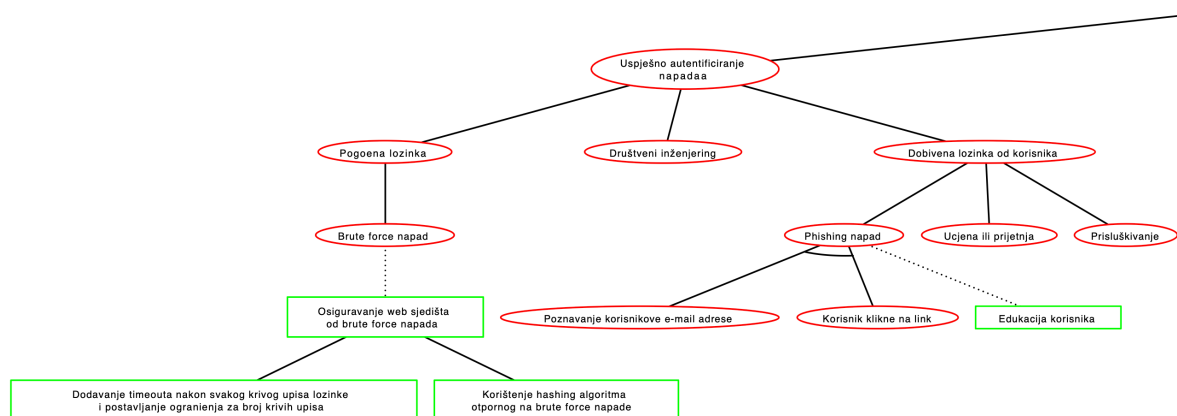 Uspješno autentificiranje
napadaa
Pogoena lozinka
Društveni inženjering
Dobivena lozinka od korisnika
Brute force napad
Phishing napad
Ucjena ili prijetnja
Prisluškivanje
Osiguravanje web sjedišta
od brute force napada
Poznavanje korisnikove e-mail adrese
Korisnik klikne na link
Edukacija korisnika
Dodavanje timeouta nakon svakog krivog upisa lozinke
i postavljanje ogranienja za broj krivih upisa
Korištenje hashing algoritma
otpornog na brute force napade